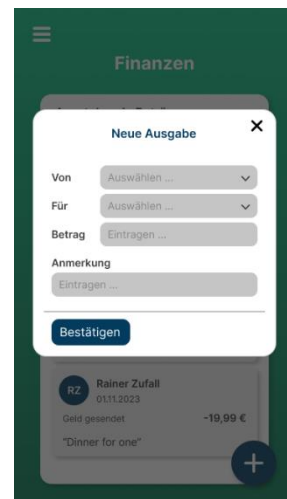 Finanzen
Neue Ausgabe
Von Auswählen ...
Für Auswählen ...
Betrag Eintragen ...
Anmerkung
Eintragen ...
Bestätigen
RZ Rainer Zufall
01.11.2023
Geld gesendet -19,99 €
"Dinner for one"